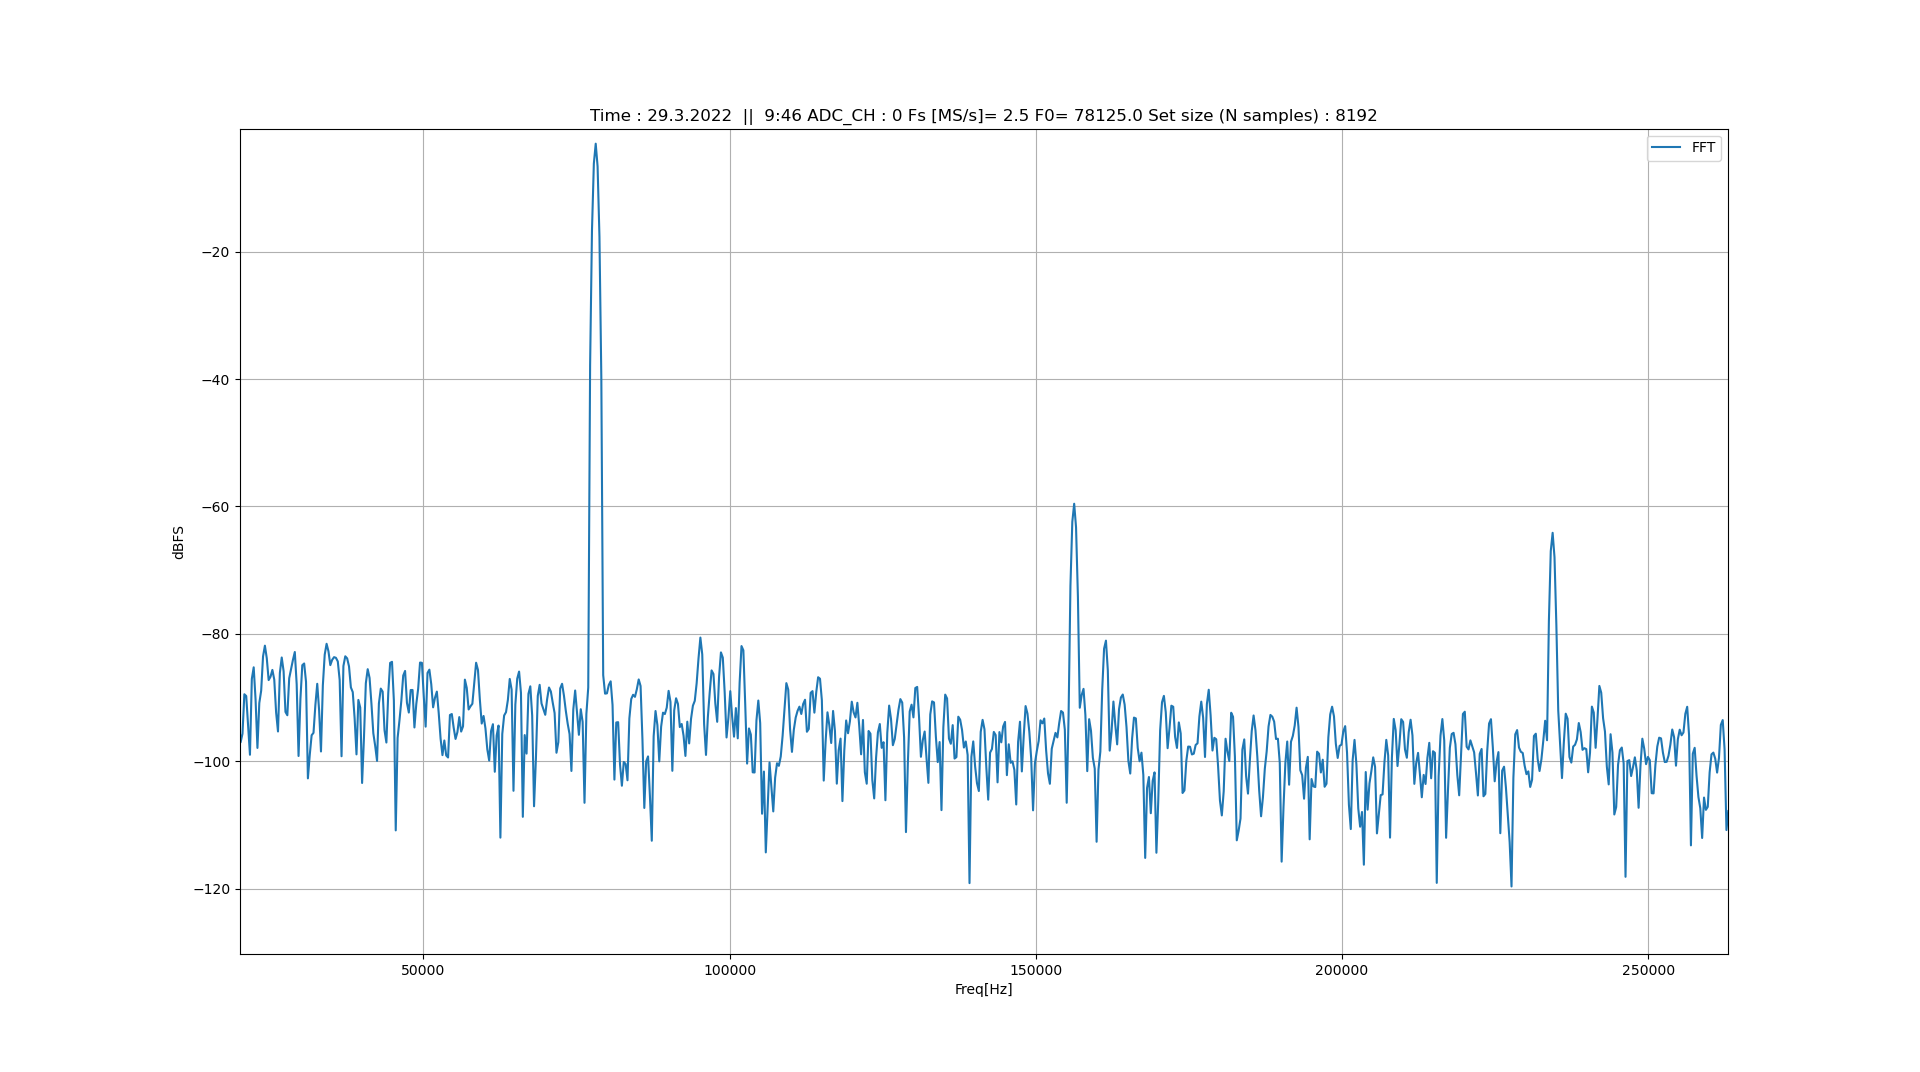 Time : 29.3.2022  ||  9:46 ADC_CH : 0 Fs [MS/s]= 2.5 F0= 78125.0 Set size (N samples) : 8192
FFT
−20
−40
−60
−80
−100
−120
dBFS
50000
100000
150000
200000
250000
Freq[Hz]